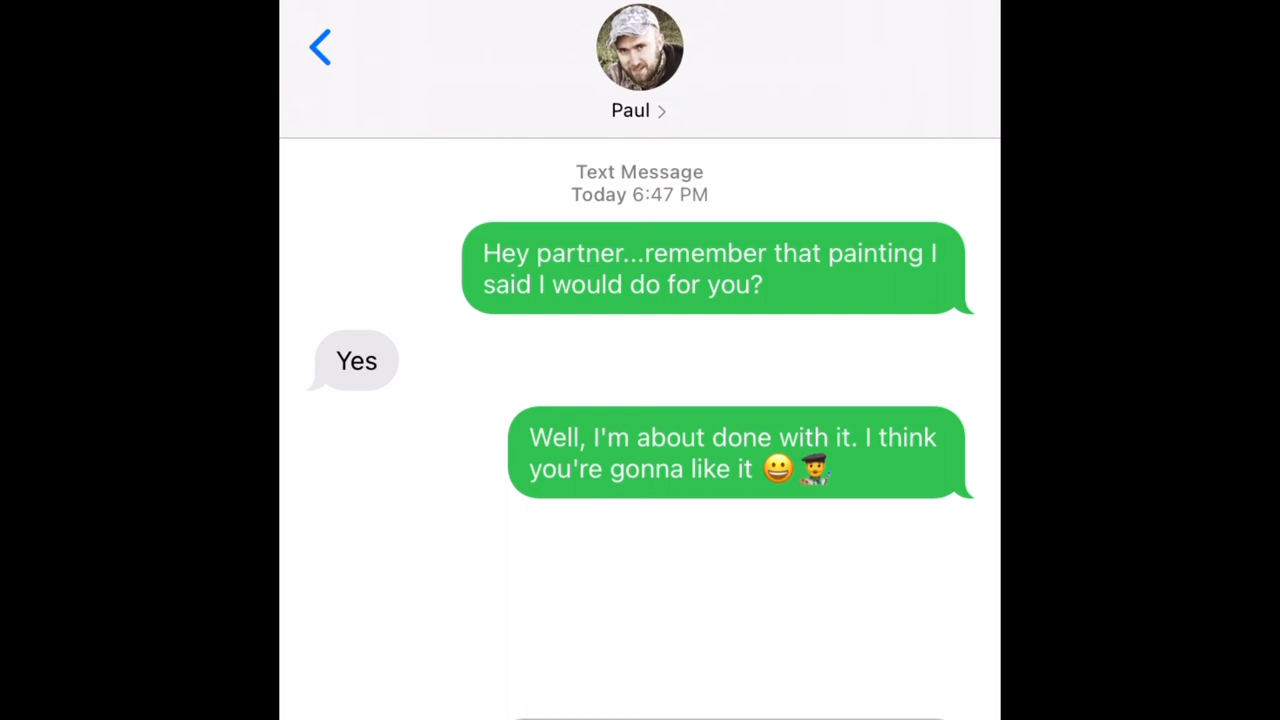 Paul
Text Message
Today 6:47 PM
Hey partner...remember that painting I
said I would do for you?
Yes
Well, I'm about done with it. I think
you're gonna like it 😀 👨‍🎨